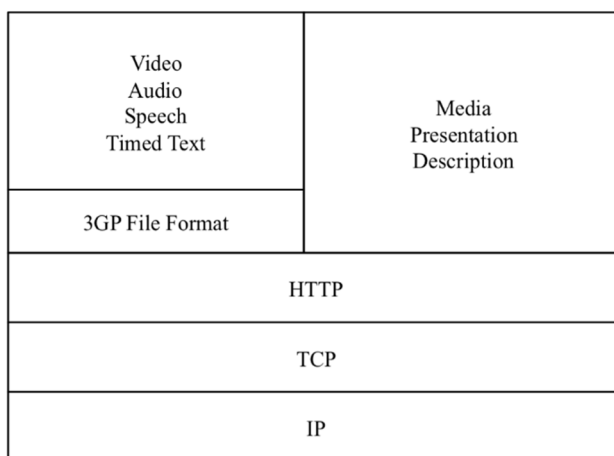 Video
Audio
Speech
Timed Text
3GP File Format
Media
Presentation
Description
HTTP
TCP
IP